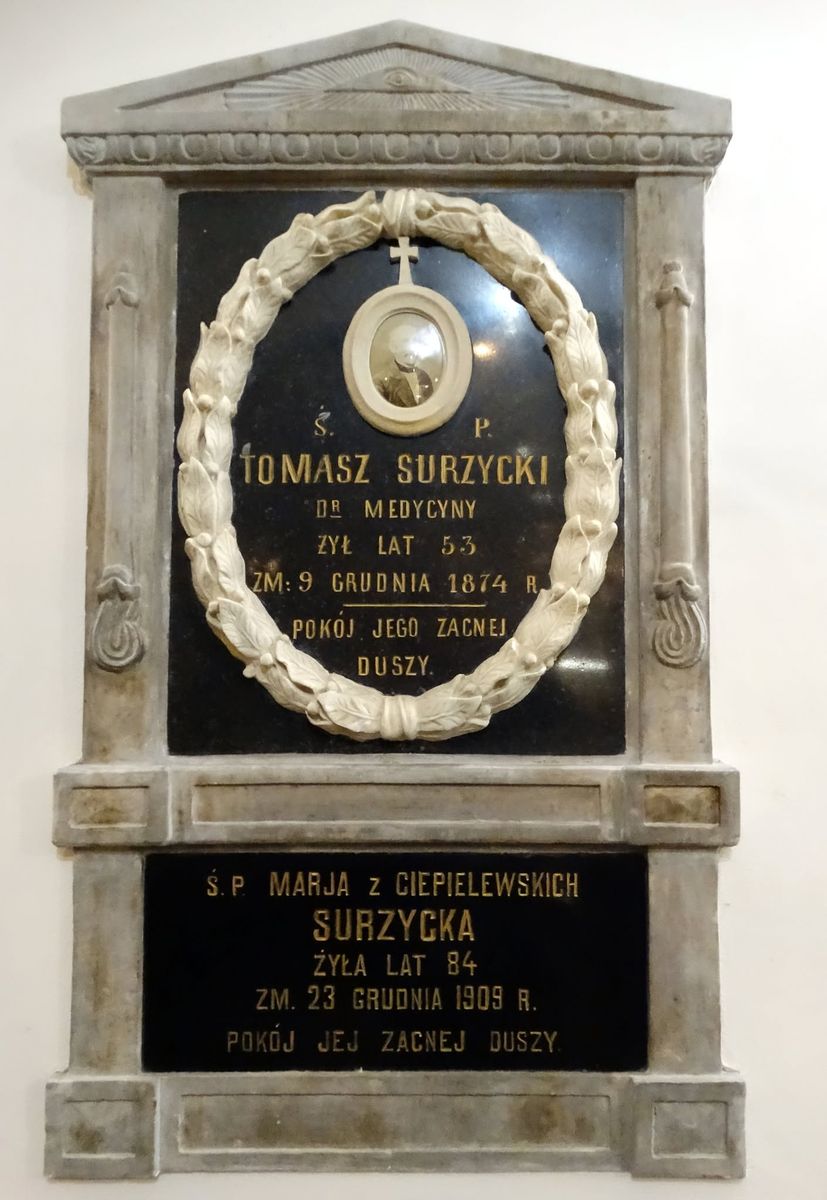 Ś. P.
TOMASZ SURZYCKI
DR MEDYCYNY
ŻYŁ LAT 53
ZM: 9 GRUDNIA 1874 R
POKÓJ JEGO ZACNEJ
DUSZY.
Ś. P. MARJA z CIEPIELEWSKICH
SURZYCKA
ŻYŁA LAT 84
ZM. 23 GRUDNIA 1909 R.
POKÓJ JEJ ZACNEJ DUSZY.